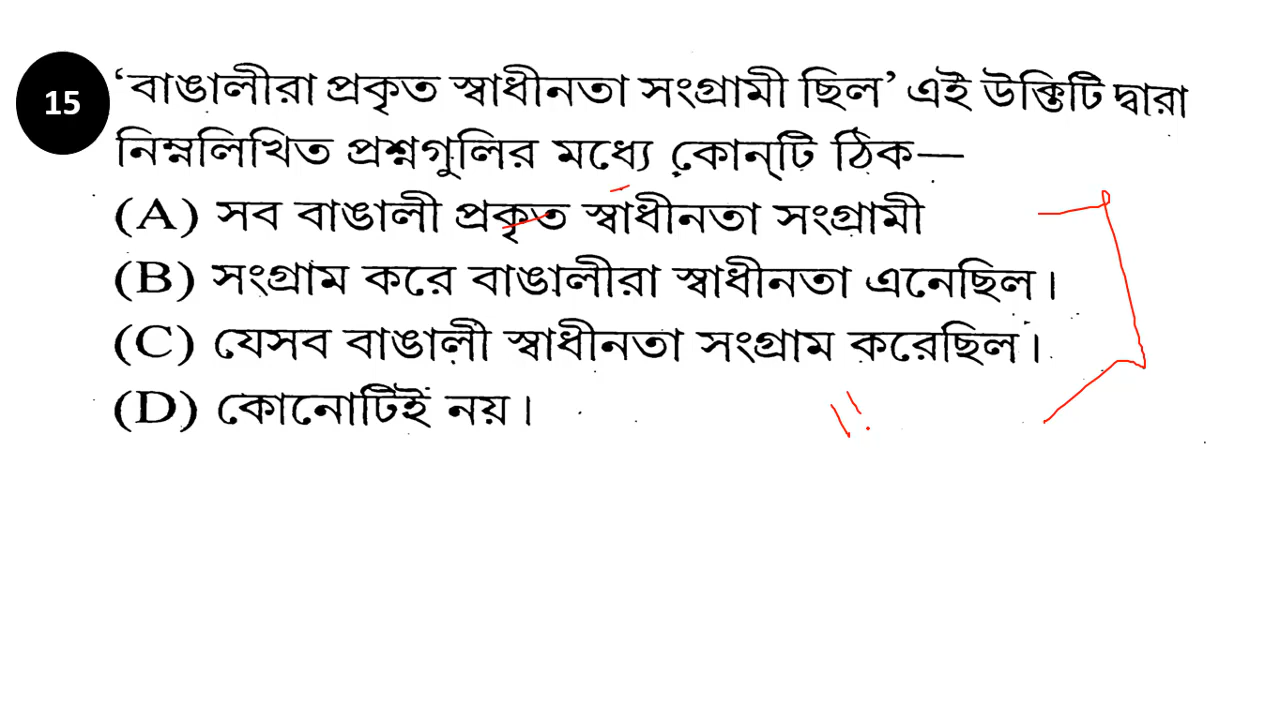 15
‘বাঙালীরা প্রকৃত স্বাধীনতা সংগ্রামী ছিল’ এই উক্তিটি দ্বারা
নিম্নলিখিত প্রশ্নগুলির মধ্যে কোন্‌টি ঠিক—
(A) সব বাঙালী প্রকৃত স্বাধীনতা সংগ্রামী
(B) সংগ্রাম করে বাঙালীরা স্বাধীনতা এনেছিল।
(C) যেসব বাঙালী স্বাধীনতা সংগ্রাম করেছিল।
(D) কোনোটিই নয়।